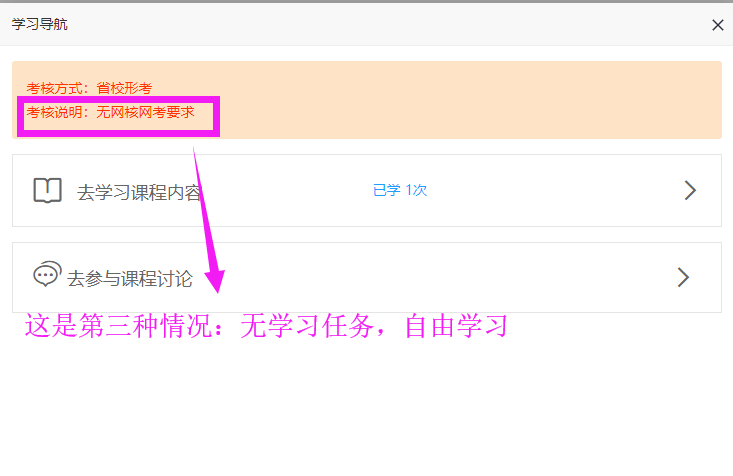 学习导航
考核方式：省校形考
考核说明：无网核网考要求
去学习课程内容
已学 1次
去参与课程讨论
这是第三种情况：无学习任务，自由学习